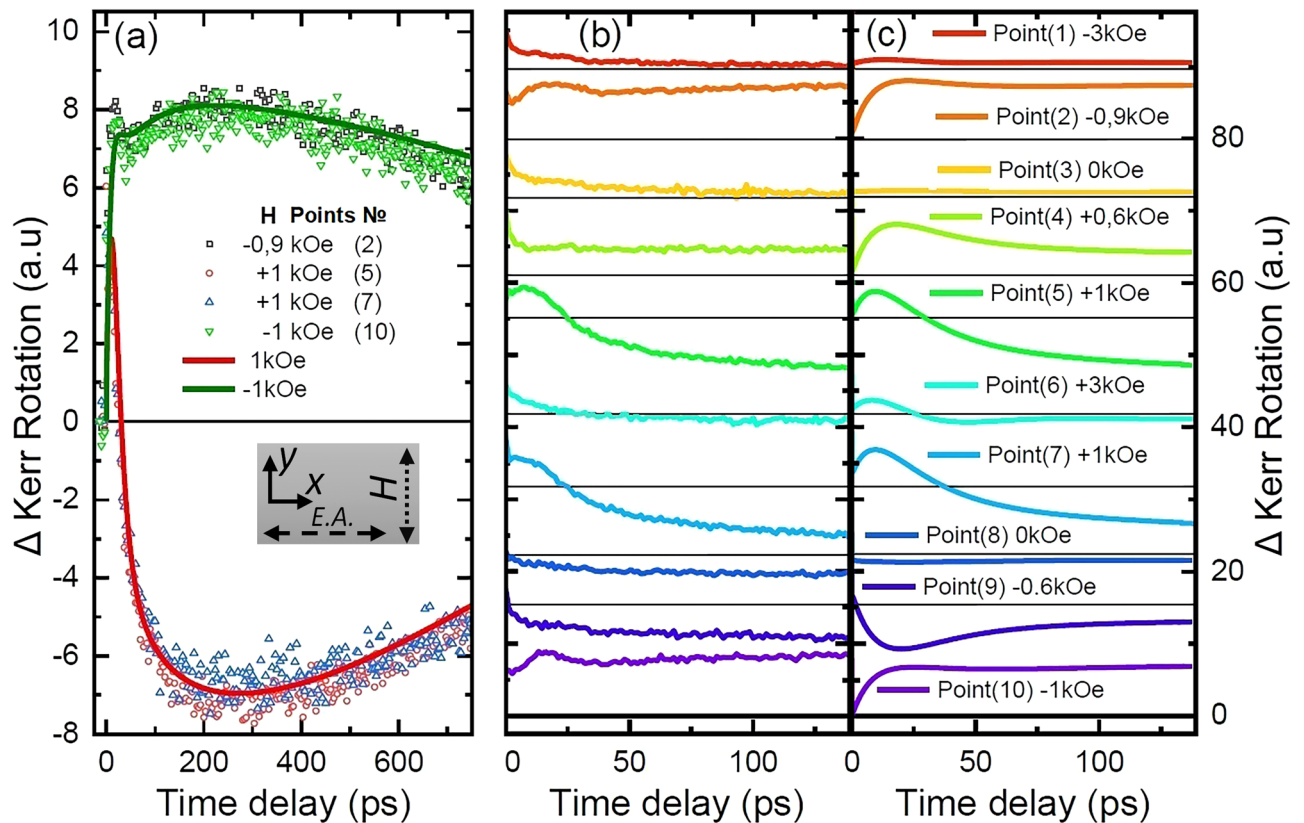 (a)
10
8
6
4
2
0
-2
-4
-6
-8
Δ Kerr Rotation (a.u)
H Points №
-0,9 kOe (2)
+1 kOe (5)
+1 kOe (7)
-1 kOe (10)
1kOe
-1kOe
y
x
H
E.A.
0 200 400 600
Time delay (ps)
(b)
0 50 100
Time delay (ps)
(c)
Point(1) -3kOe
Point(2) -0,9kOe
Point(3) 0kOe
Point(4) +0,6kOe
Point(5) +1kOe
Point(6) +3kOe
Point(7) +1kOe
Point(8) 0kOe
Point(9) -0.6kOe
Point(10) -1kOe
80
60
40
20
0
Δ Kerr Rotation (a.u)
0 50 100
Time delay (ps)